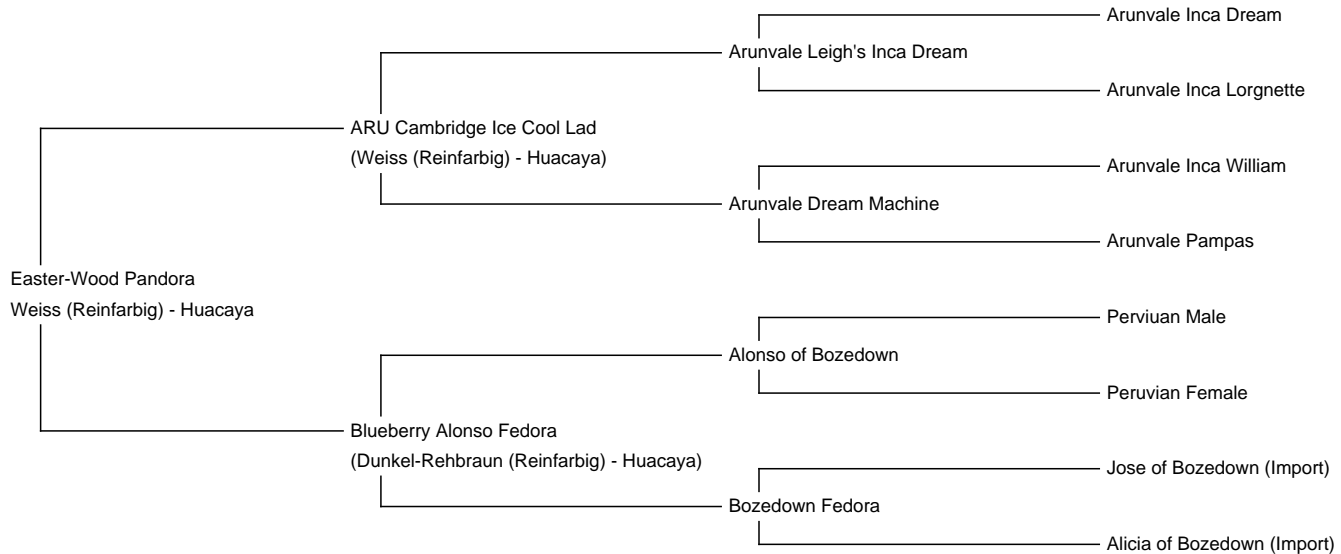 Arunvale Inca Dream
Arunvale Leigh's Inca Dream
Arunvale Inca Lorgnette
ARU Cambridge Ice Cool Lad
(Weiss (Reinfarbig) - Huacaya)
Arunvale Inca William
Arunvale Dream Machine
Arunvale Pampas
Easter-Wood Pandora
Weiss (Reinfarbig) - Huacaya
Perviuan Male
Alonso of Bozedown
Peruvian Female
Blueberry Alonso Fedora
(Dunkel-Rehbraun (Reinfarbig) - Huacaya)
Jose of Bozedown (Import)
Bozedown Fedora
Alicia of Bozedown (Import)